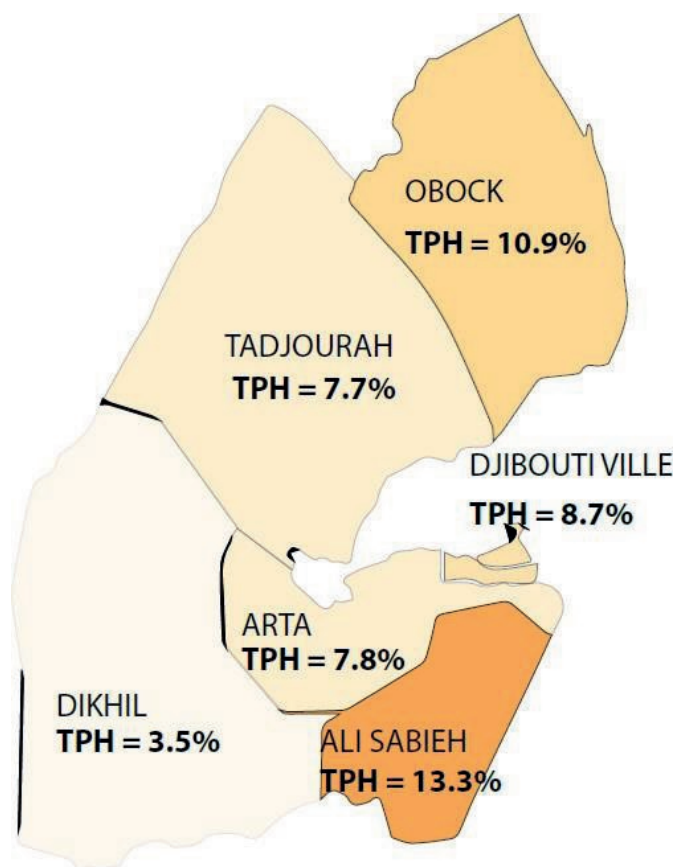 OBOCK
TPH = 10.9%
TADJOURAH
TPH = 7.7%
DJIBOUTI VILLE
TPH = 8.7%
ARTA
TPH = 7.8%
DIKHIL
TPH = 3.5%
ALI SABIEH
TPH = 13.3%